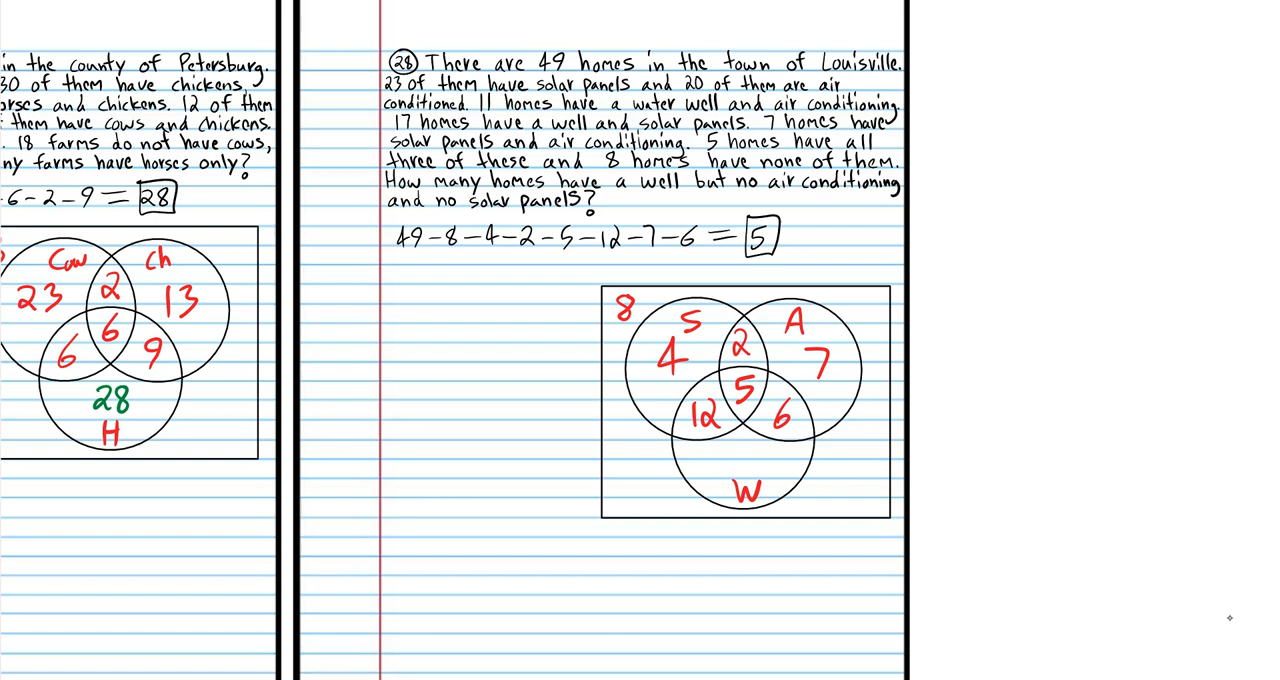 in the county of Petersburg.
30 of them have chickens,
orses and chickens. 12 of them
them have cows and chickens.
. 18 farms do not have cows,
ny farms have horses only?
- 6 - 2 - 9 = 28
Cow Ch
23 2 13
6
6 9
28
H
28 There are 49 homes in the town of Louisville.
23 of them have solar panels and 20 of them are air
conditioned. 11 homes have a water well and air conditioning.
17 homes have a well and solar panels. 7 homes have
solar panels and air conditioning. 5 homes have all
three of these and 8 homes have none of them.
How many homes have a well but no air conditioning
and no solar panels?
49 - 8 - 4 - 2 - 5 - 12 - 7 - 6 = 5
8 S A
4 2 7
5
12 6
W